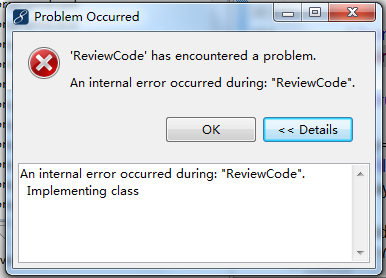 Problem Occurred
'ReviewCode' has encountered a problem.
An internal error occurred during: "ReviewCode".
OK
<< Details
An internal error occurred during: "ReviewCode".
Implementing class